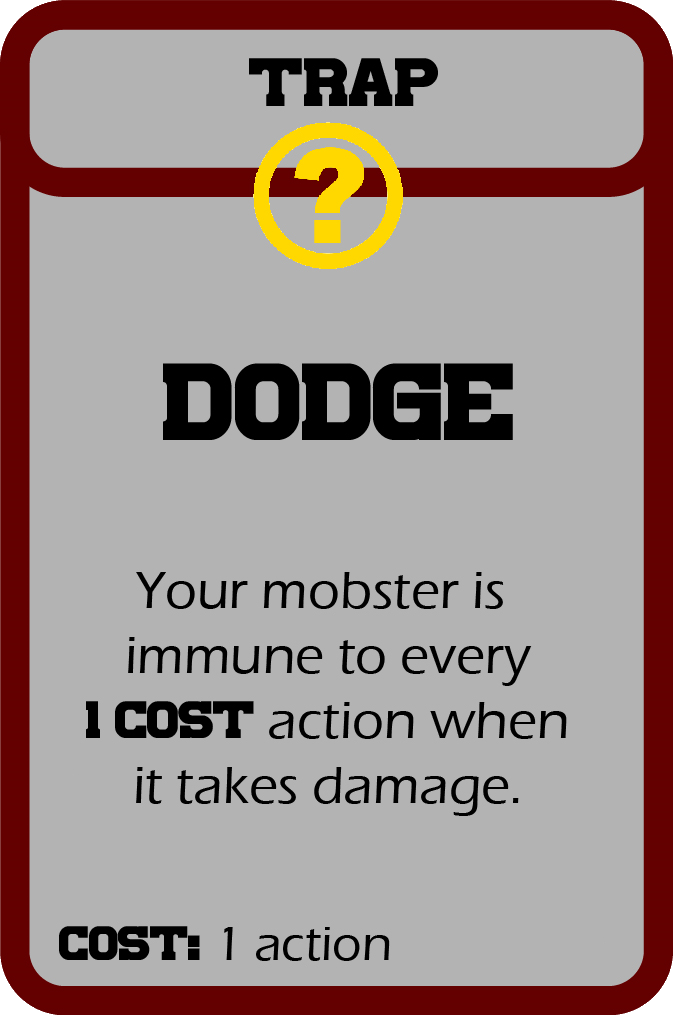 TRAP
?
DODGE
Your mobster is
immune to every
1 COST action when
it takes damage.
COST: 1 action